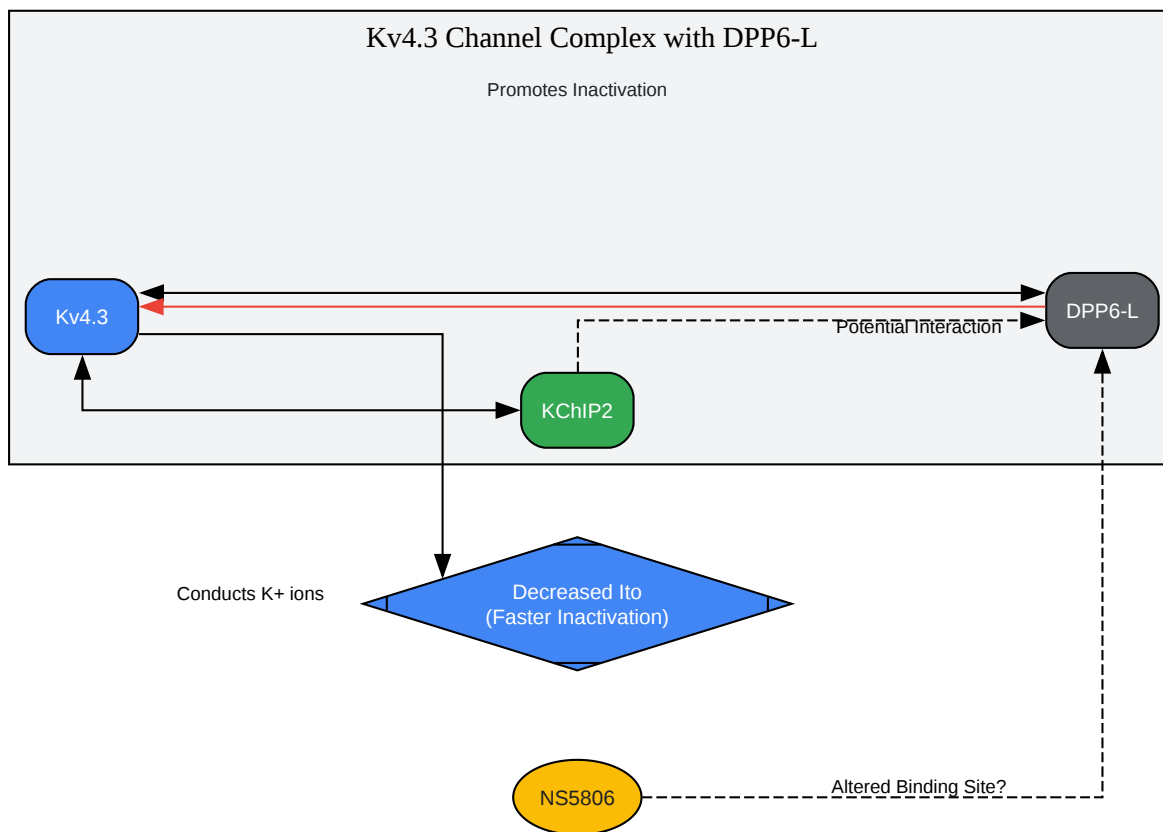 Kv4.3 Channel Complex with DPP6-L
Promotes Inactivation
Kv4.3
DPP6-L
Potential Interaction
KChIP2
Conducts K+ ions
Decreased Ito
(Faster Inactivation)
NS5806
Altered Binding Site?